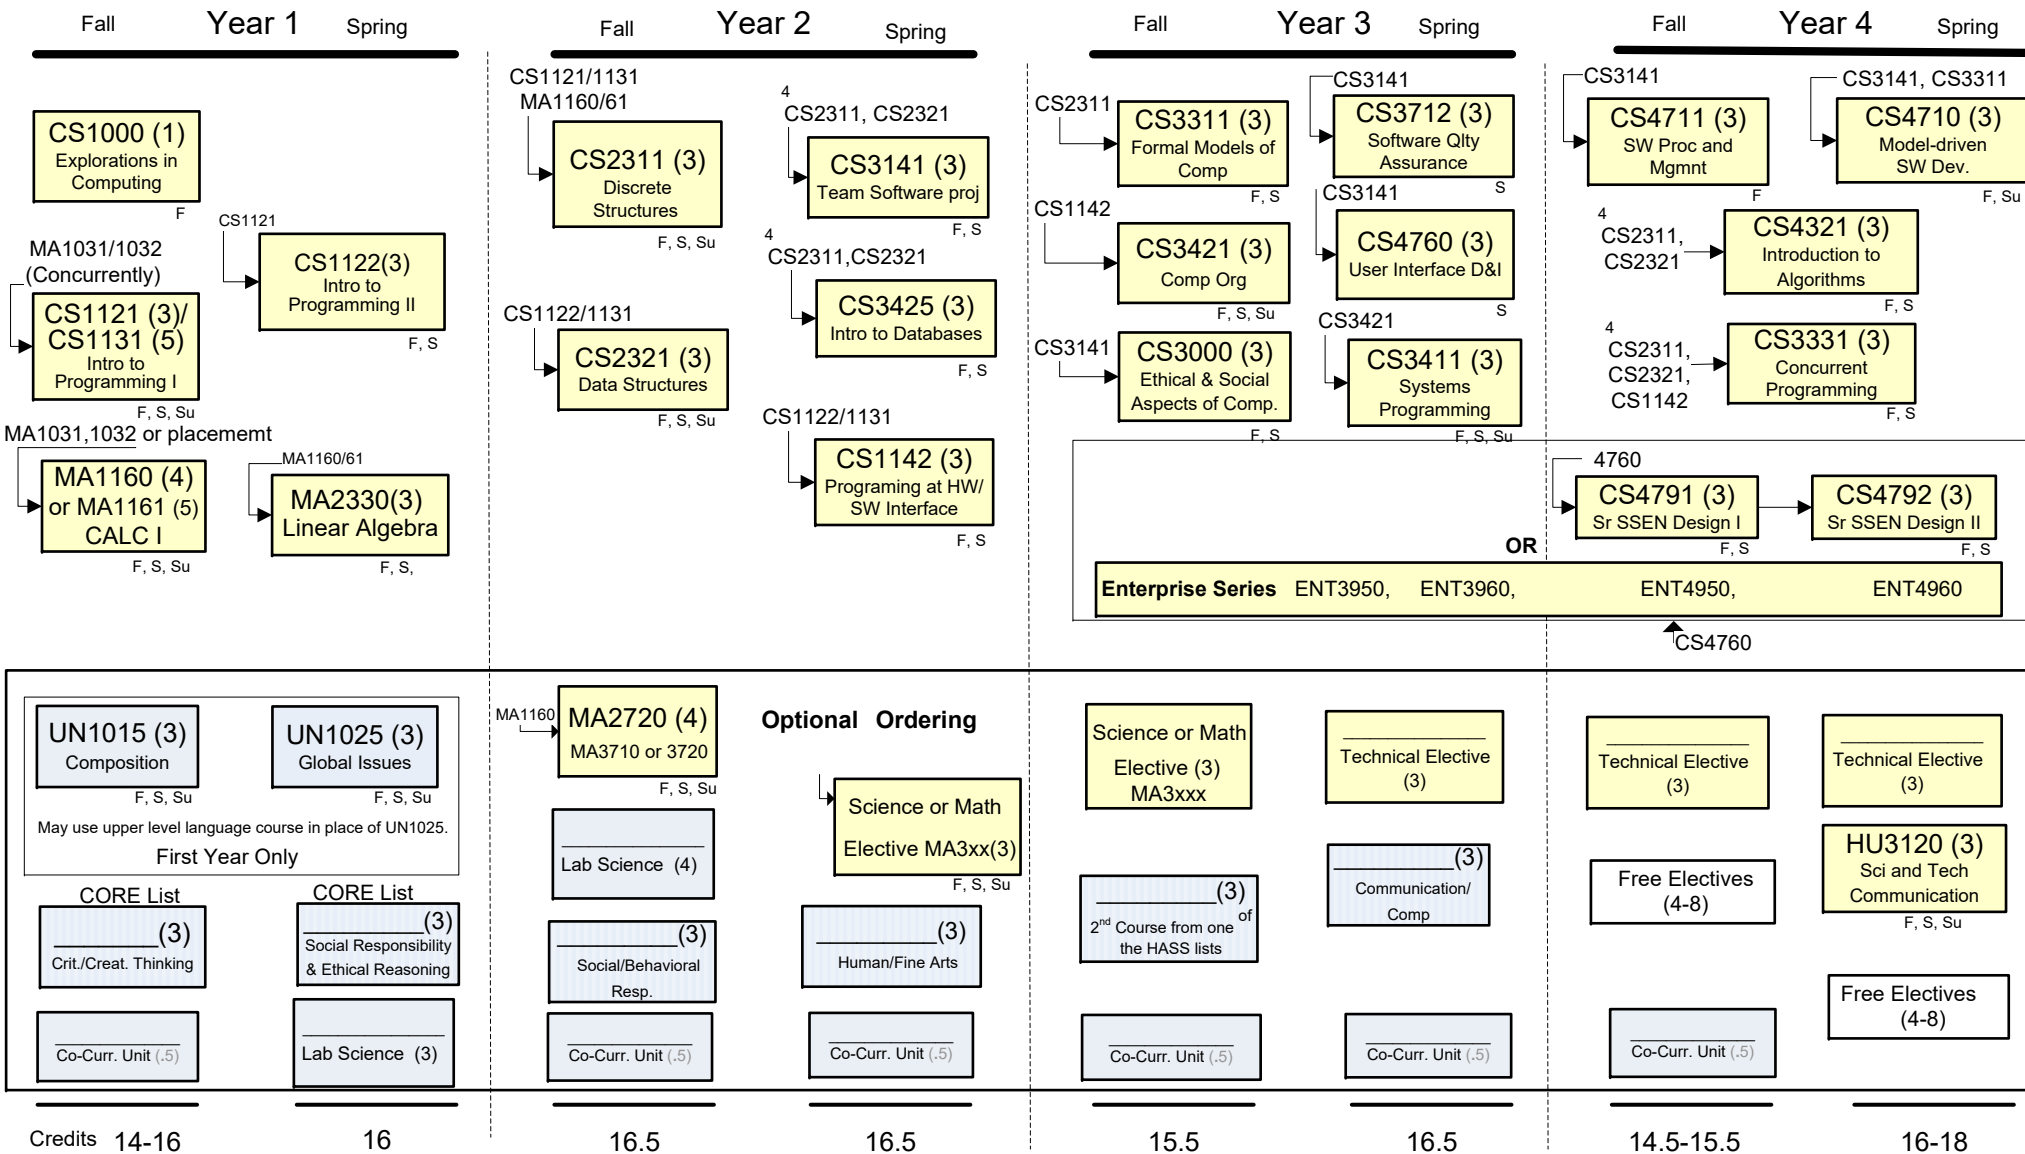 Fall Year 1 Spring
Fall Year 2 Spring
Fall Year 3 Spring
Fall Year 4 Spring
CS1000 (1)
Explorations in
Computing
F
MA1031/1032
(Concurrently)
CS1121 (3)/
CS1131 (5)
Intro to
Programming I
F, S, Su
CS1121
CS1122(3)
Intro to
Programming II
F, S
MA1031,1032 or placememt
MA1160 (4)
or MA1161 (5)
CALC I
F, S, Su
MA1160/61
MA2330(3)
Linear Algebra
F, S,
CS1121/1131
MA1160/61
CS2311 (3)
Discrete
Structures
F, S, Su
CS1122/1131
CS2321 (3)
Data Structures
F, S, Su
4
CS2311, CS2321
CS3141 (3)
Team Software proj
F, S
4
CS2311,CS2321
CS3425 (3)
Intro to Databases
F, S
CS1122/1131
CS1142 (3)
Programing at HW/
SW Interface
F, S
CS2311
CS3311 (3)
Formal Models of
Comp
F, S
CS1142
CS3421 (3)
Comp Org
F, S, Su
CS3141
CS3000 (3)
Ethical & Social
Aspects of Comp.
F, S
CS3141
CS3712 (3)
Software Qlty
Assurance
S
CS3141
CS4760 (3)
User Interface D&I
S
CS3421
CS3411 (3)
Systems
Programming
F, S, Su
CS3141
CS4711 (3)
SW Proc and
Mgmnt
F
CS3141, CS3311
CS4710 (3)
Model-driven
SW Dev.
F, Su
4
CS2311,
CS2321
CS4321 (3)
Introduction to
Algorithms
F, S
4
CS2311,
CS2321,
CS1142
CS3331 (3)
Concurrent
Programming
F, S
4760
CS4791 (3)
Sr SSEN Design I
F, S
CS4792 (3)
Sr SSEN Design II
F, S
OR
Enterprise Series ENT3950, ENT3960, ENT4950, ENT4960
CS4760
UN1015 (3)
Composition
F, S, Su
UN1025 (3)
Global Issues
F, S, Su
May use upper level language course in place of UN1025.
First Year Only
CORE List
__________(3)
Crit./Creat. Thinking
CORE List
__________(3)
Social Responsibility
& Ethical Reasoning
Co-Curr. Unit (.5)
Lab Science (3)
MA1160
MA2720 (4)
MA3710 or 3720
F, S, Su
Optional Ordering
Lab Science (4)
Science or Math
Elective MA3xx(3)
F, S, Su
__________(3)
Social/Behavioral
Resp.
__________(3)
Human/Fine Arts
Co-Curr. Unit (.5)
Co-Curr. Unit (.5)
Science or Math
Elective (3)
MA3xxx
Technical Elective
(3)
__________(3)
2nd Course from one of
the HASS lists
__________(3)
Communication/
Comp
Co-Curr. Unit (.5)
Co-Curr. Unit (.5)
Technical Elective
(3)
Technical Elective
(3)
Free Electives
(4-8)
HU3120 (3)
Sci and Tech
Communication
F, S, Su
Free Electives
(4-8)
Co-Curr. Unit (.5)
Credits 14-16 16 16.5 16.5 15.5 16.5 14.5-15.5 16-18